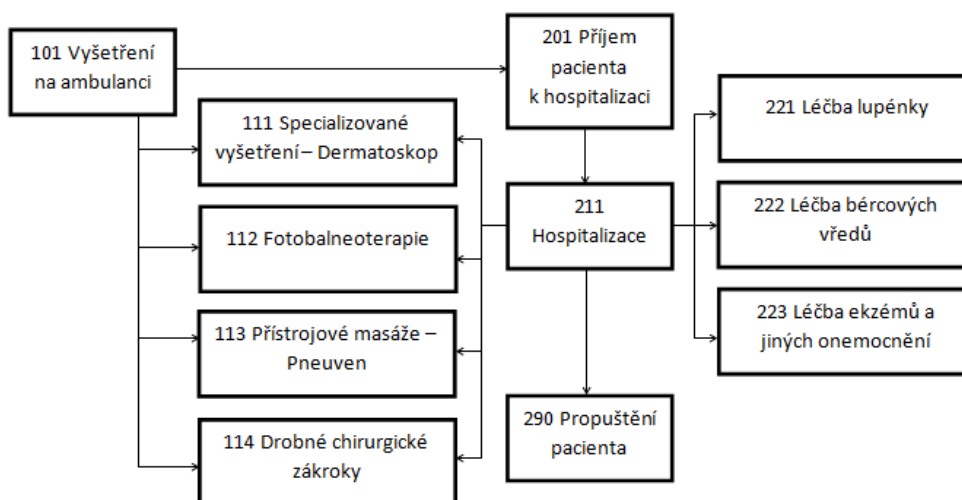 101 Vyšetření
na ambulanci
201 Příjem
pacienta
k hospitalizaci
111 Specializované
vyšetření – Dermatoskop
112 Fotobalneoterapie
113 Přístrojové masáže –
Pneuven
114 Drobné chirurgické
zákroky
211
Hospitalizace
290 Propuštění
pacienta
221 Léčba lupénky
222 Léčba bércových
vředů
223 Léčba ekzémů a
jiných onemocnění